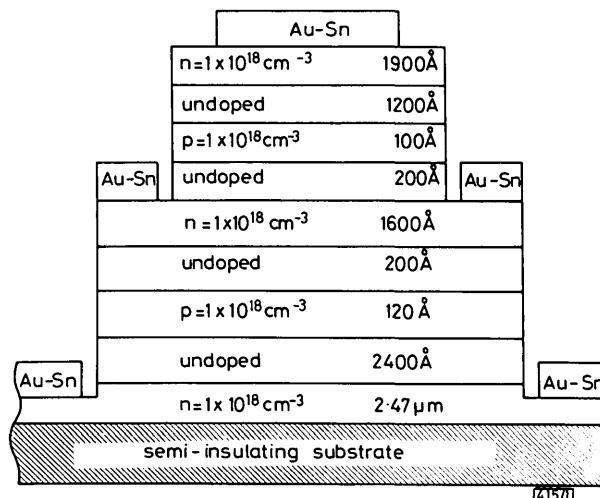 Au-Sn
n=1x10¹⁸cm⁻³ 1900Å
undoped 1200Å
p=1x10¹⁸cm⁻³ 100Å
undoped 200Å
Au-Sn Au-Sn
n=1x10¹⁸cm⁻³ 1600Å
undoped 200Å
p=1x10¹⁸cm⁻³ 120Å
undoped 2400Å
Au-Sn Au-Sn
n=1x10¹⁸cm⁻³ 2·47μm
semi-insulating substrate